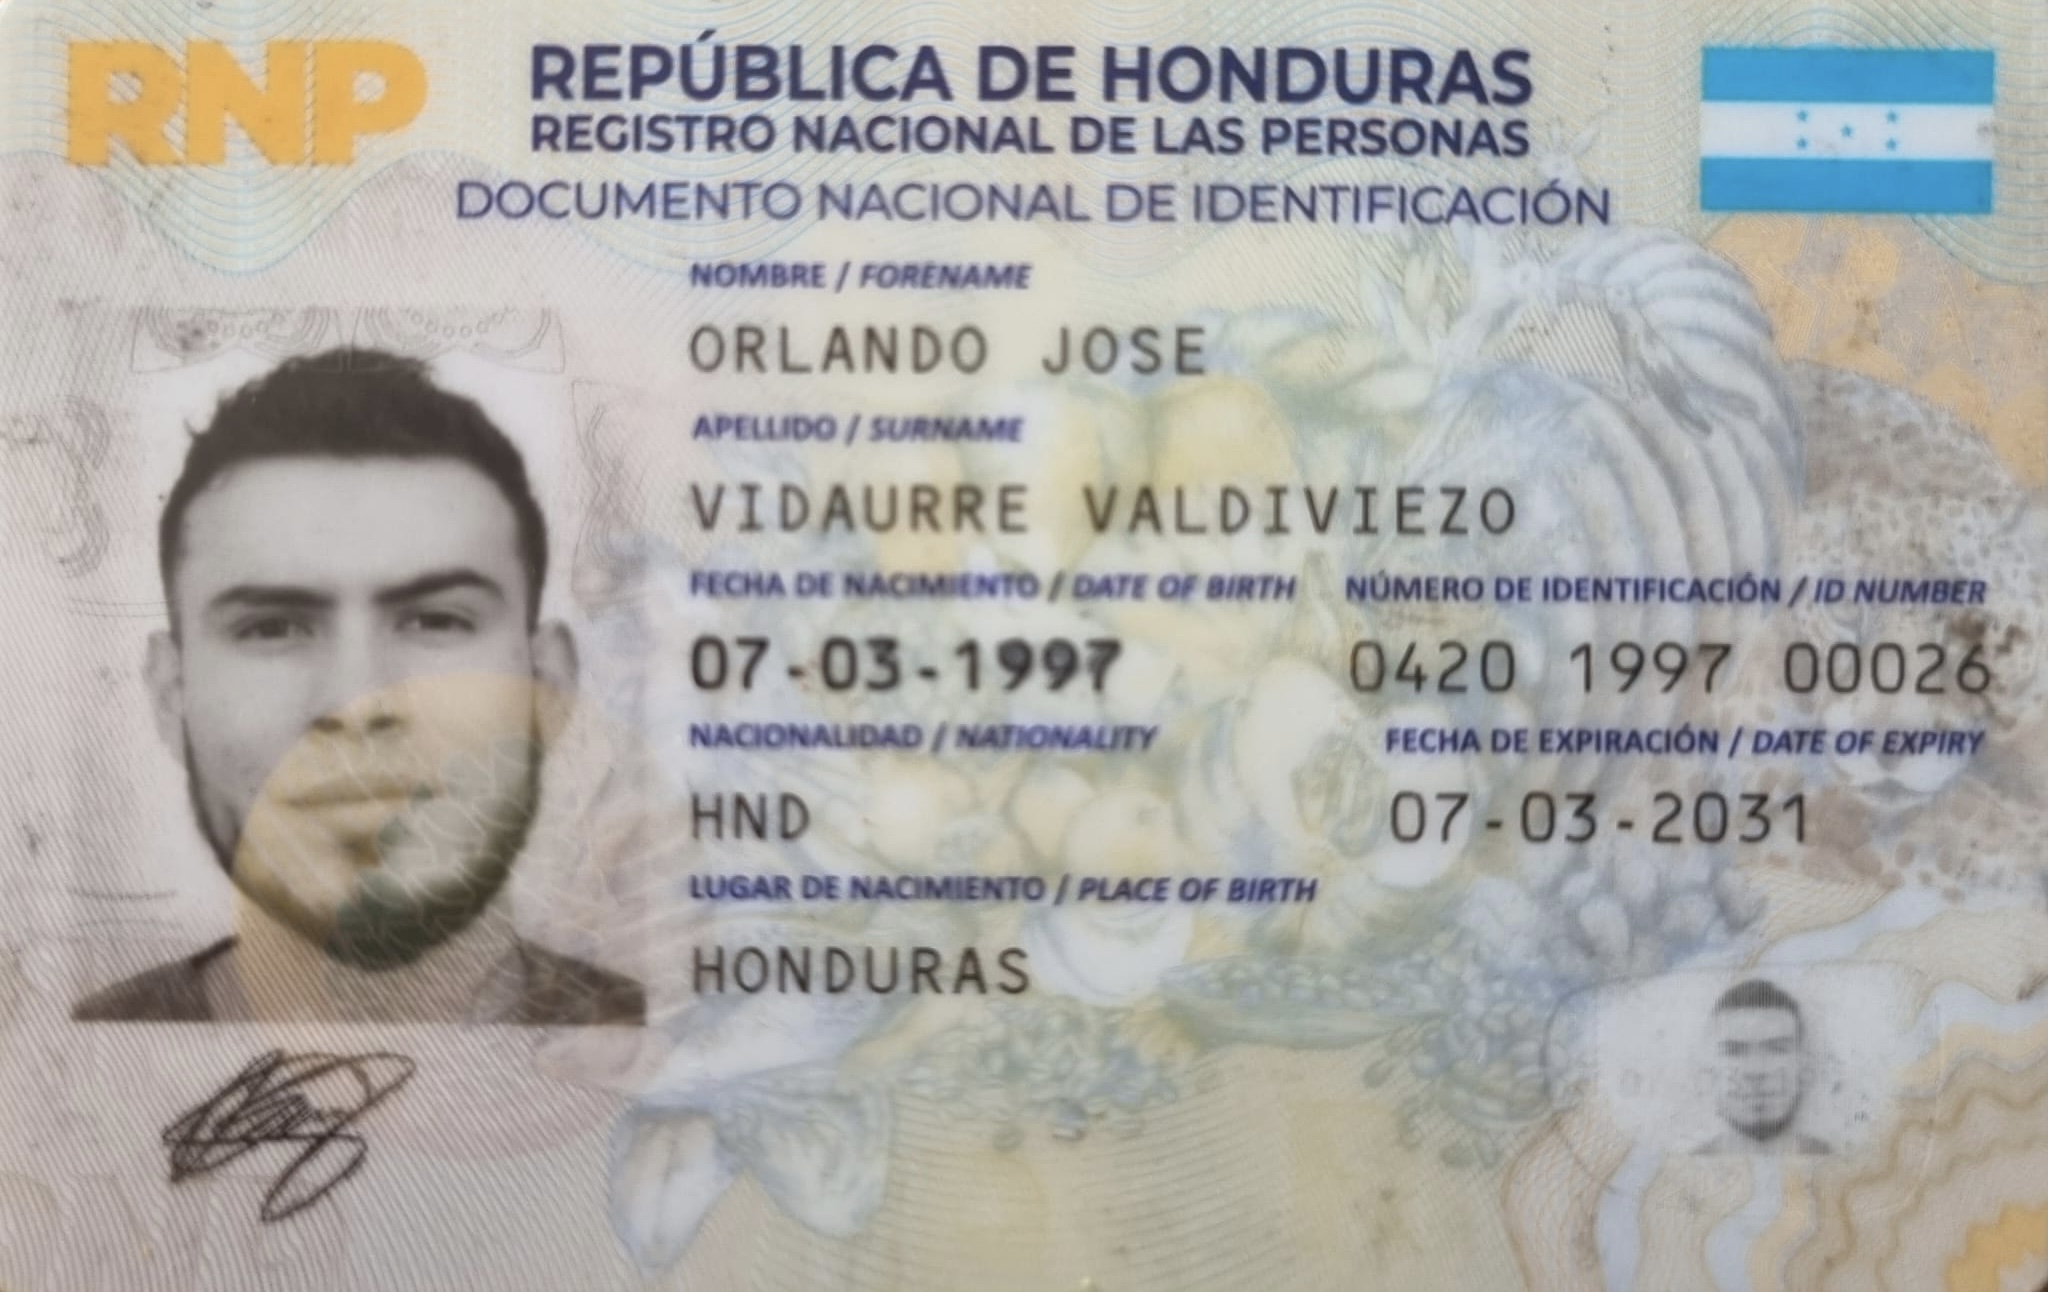 RNP
REPÚBLICA DE HONDURAS
REGISTRO NACIONAL DE LAS PERSONAS
DOCUMENTO NACIONAL DE IDENTIFICACIÓN
NOMBRE / FORENAME
ORLANDO JOSE
APELLIDO / SURNAME
VIDAURRE VALDIVIEZO
FECHA DE NACIMIENTO / DATE OF BIRTH NÚMERO DE IDENTIFICACIÓN / ID NUMBER
07-03-1997 0420 1997 00026
NACIONALIDAD / NATIONALITY FECHA DE EXPIRACIÓN / DATE OF EXPIRY
HND 07-03-2031
LUGAR DE NACIMIENTO / PLACE OF BIRTH
HONDURAS